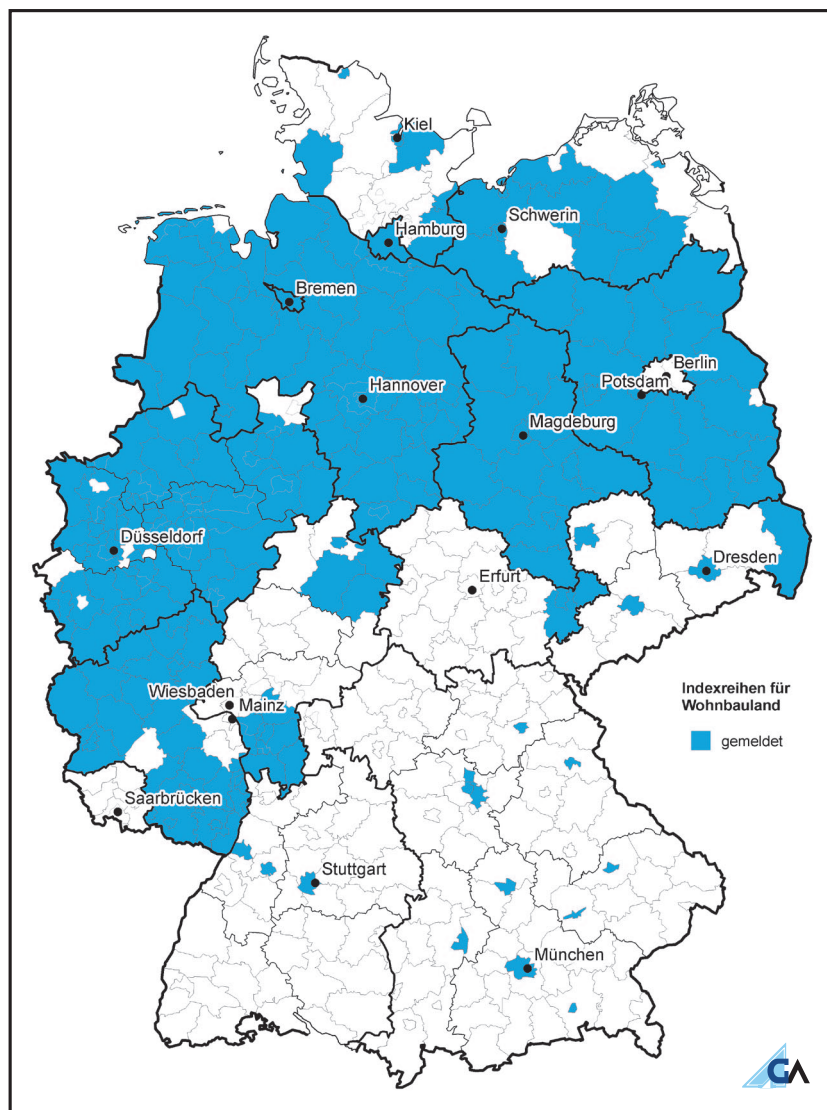 Kiel
Schwerin
Hamburg
Bremen
Berlin
Potsdam
Hannover
Magdeburg
Düsseldorf
Dresden
Erfurt
Wiesbaden
Mainz
Indexreihen für
Wohnbauland
gemeldet
Saarbrücken
Stuttgart
München
GA